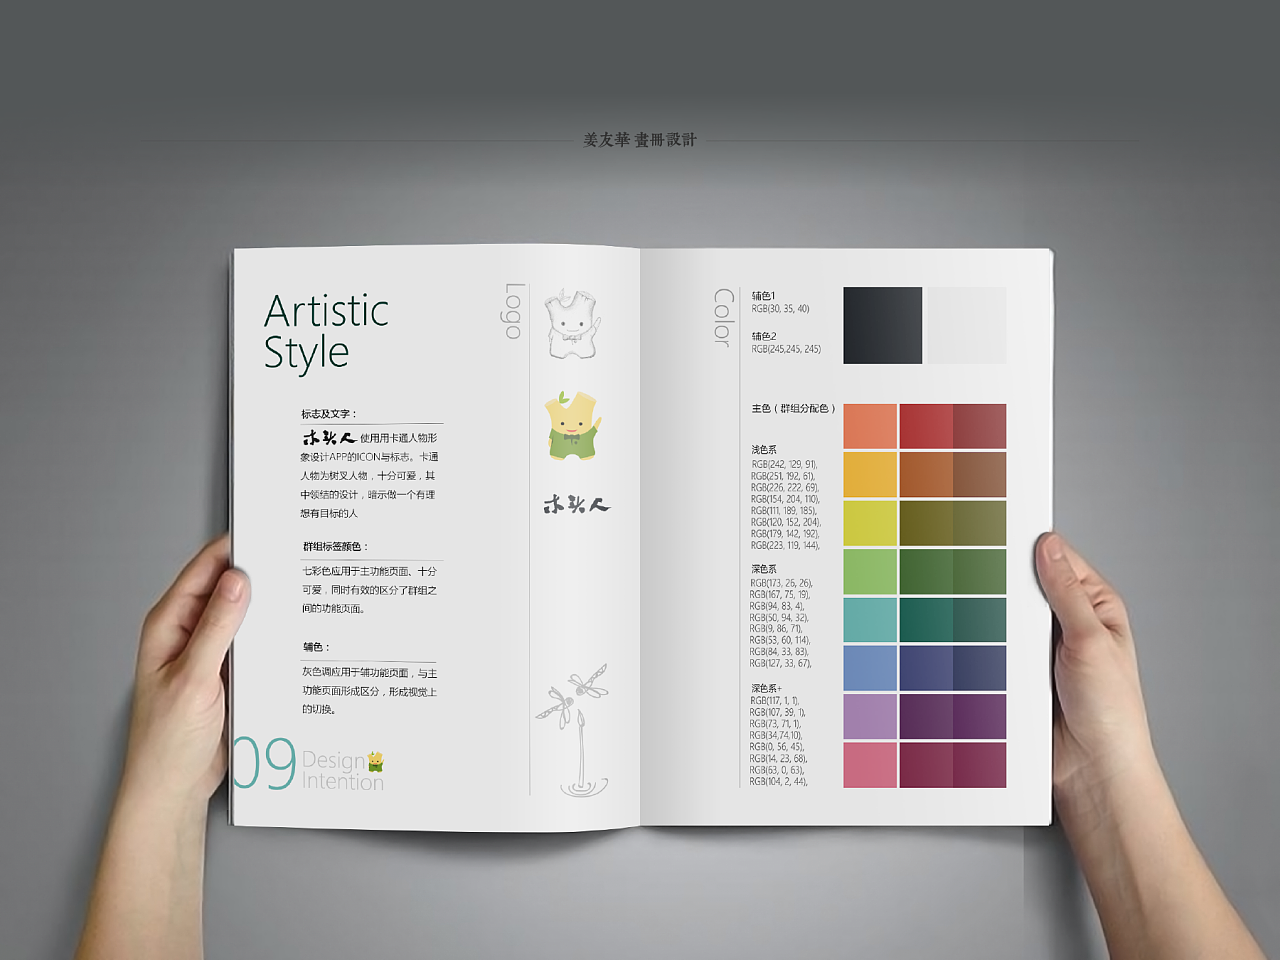 姜友華 畫冊設計
Artistic
Style
标志及文字：
木头人 使用用卡通人物形
象设计APP的ICON与标志。卡通
人物为树叉人物，十分可爱，其
中领结的设计，暗示做一个有理
想有目标的人
群组标签颜色：
七彩色应用于主功能页面、十分
可爱，同时有效的区分了群组之
间的功能页面。
辅色：
灰色调应用于辅功能页面，与主
功能页面形成区分，形成视觉上
的切换。
09
Design
Intention
Logo
木头人
Color
辅色1
RGB(30, 35, 40)
辅色2
RGB(245,245, 245)
主色（群组分配色）
浅色系
RGB(242, 129, 91),
RGB(251, 192, 61),
RGB(226, 222, 69),
RGB(154, 204, 110),
RGB(111, 189, 185),
RGB(120, 152, 204),
RGB(179, 142, 192),
RGB(223, 119, 144),
深色系
RGB(173, 26, 26),
RGB(167, 75, 19),
RGB(94, 83, 4),
RGB(50, 94, 32),
RGB(9, 86, 71),
RGB(53, 60, 114),
RGB(84, 33, 83),
RGB(127, 33, 67),
深色系+
RGB(117, 1, 1),
RGB(107, 39, 1),
RGB(73, 71, 1),
RGB(34,74,10),
RGB(0, 56, 45),
RGB(14, 23, 68),
RGB(63, 0, 63),
RGB(104, 2, 44),